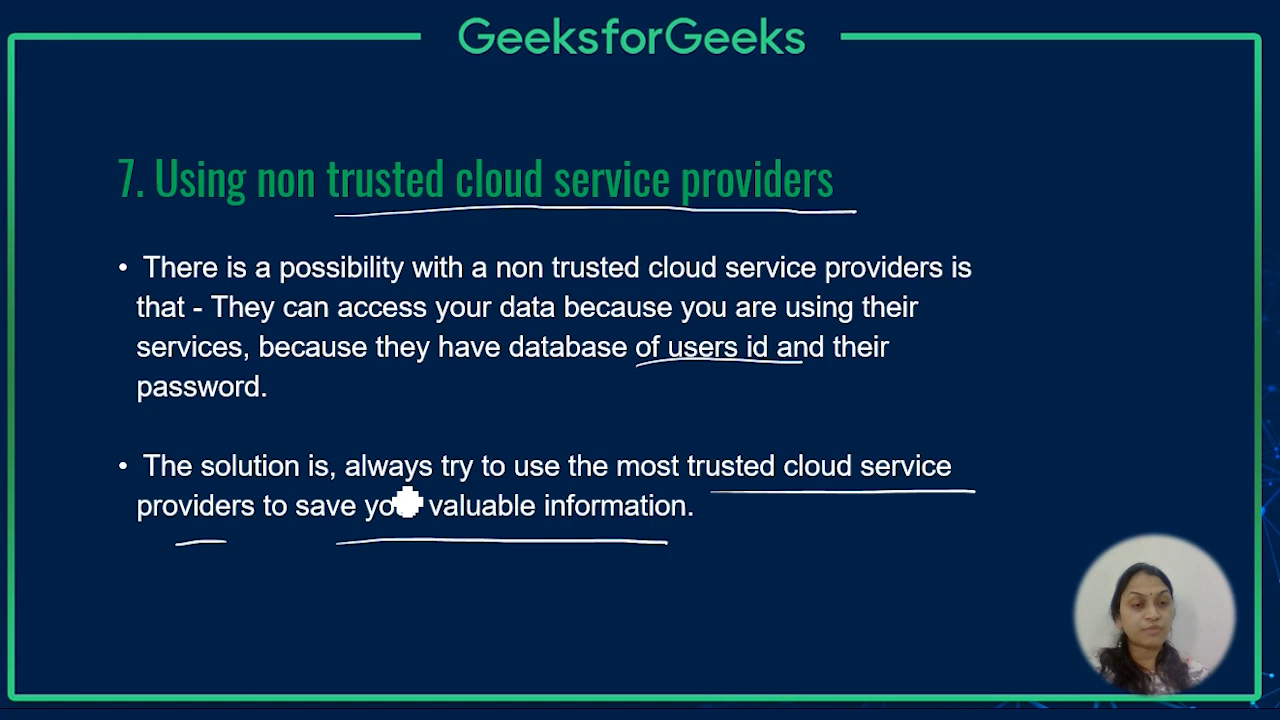 GeeksforGeeks
7. Using non trusted cloud service providers
• There is a possibility with a non trusted cloud service providers is
that - They can access your data because you are using their
services, because they have database of users id and their
password.
• The solution is, always try to use the most trusted cloud service
providers to save valuable information.